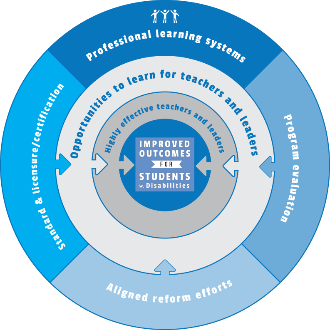 Professional learning systems
Opportunities to learn for teachers and leaders
Highly effective teachers and leaders
Standard & licensure/certification
Program evaluation
IMPROVED
OUTCOMES
FOR
STUDENTS
w. Disabilities
Aligned reform efforts